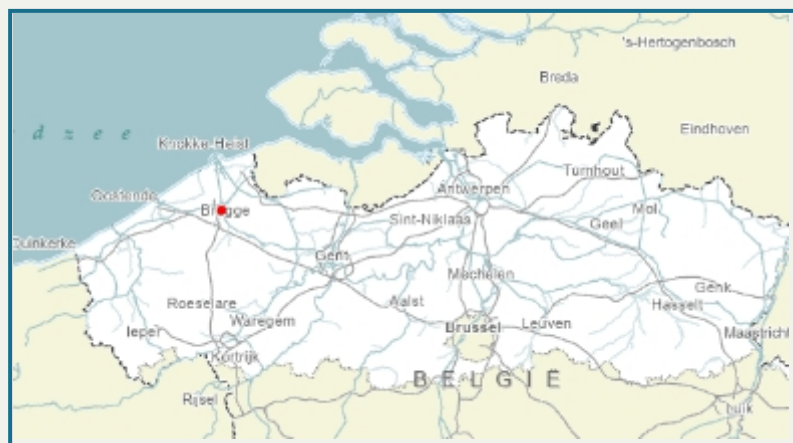 's-Hertogenbosch
Breda
d z e e
Eindhoven
Knokke-Heist
Turnhout
Antwerpen
Oostende
Mol
Brugge
Sint-Niklaas
Geel
Duinkerke
Gent
Mechelen
Genk
Roeselare
Aalst
Hasselt
Waregem
Ieper
Brussel
Leuven
Maastricht
Kortrijk
BELGIË
Rijsel
Luik